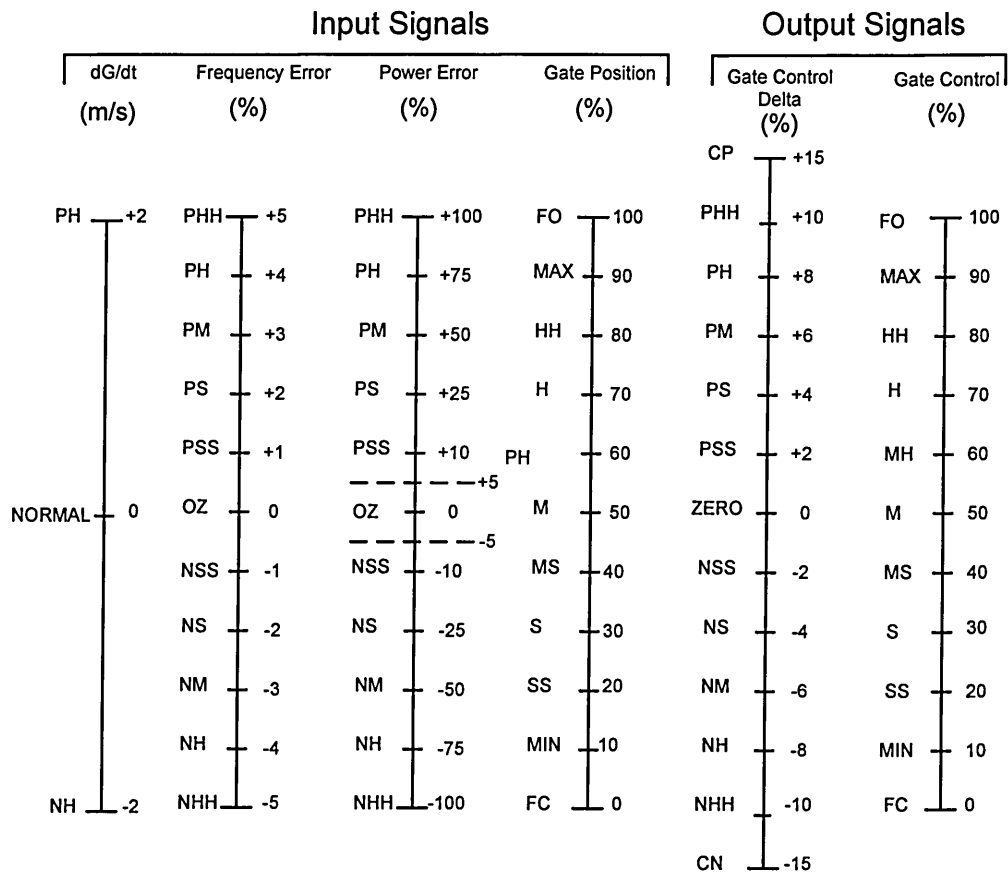 Input Signals Output Signals
dG/dt Frequency Error Power Error Gate Position Gate Control Delta Gate Control
(m/s) (%) (%) (%) (%) (%)
CP +15
PH +2 PHH +5 PHH +100 FO 100 PHH +10 FO 100
PH +4 PH +75 MAX 90 PH +8 MAX 90
PM +3 PM +50 HH 80 PM +6 HH 80
PS +2 PS +25 H 70 PS +4 H 70
PSS +1 PSS +10 PH 60 PSS +2 MH 60
+5
NORMAL 0 OZ 0 OZ 0 M 50 ZERO 0 M 50
-5
NSS -1 NSS -10 MS 40 NSS -2 MS 40
NS -2 NS -25 S 30 NS -4 S 30
NM -3 NM -50 SS 20 NM -6 SS 20
NH -4 NH -75 MIN 10 NH -8 MIN 10
NH -2 NHH -5 NHH -100 FC 0 NHH -10 FC 0
CN -15